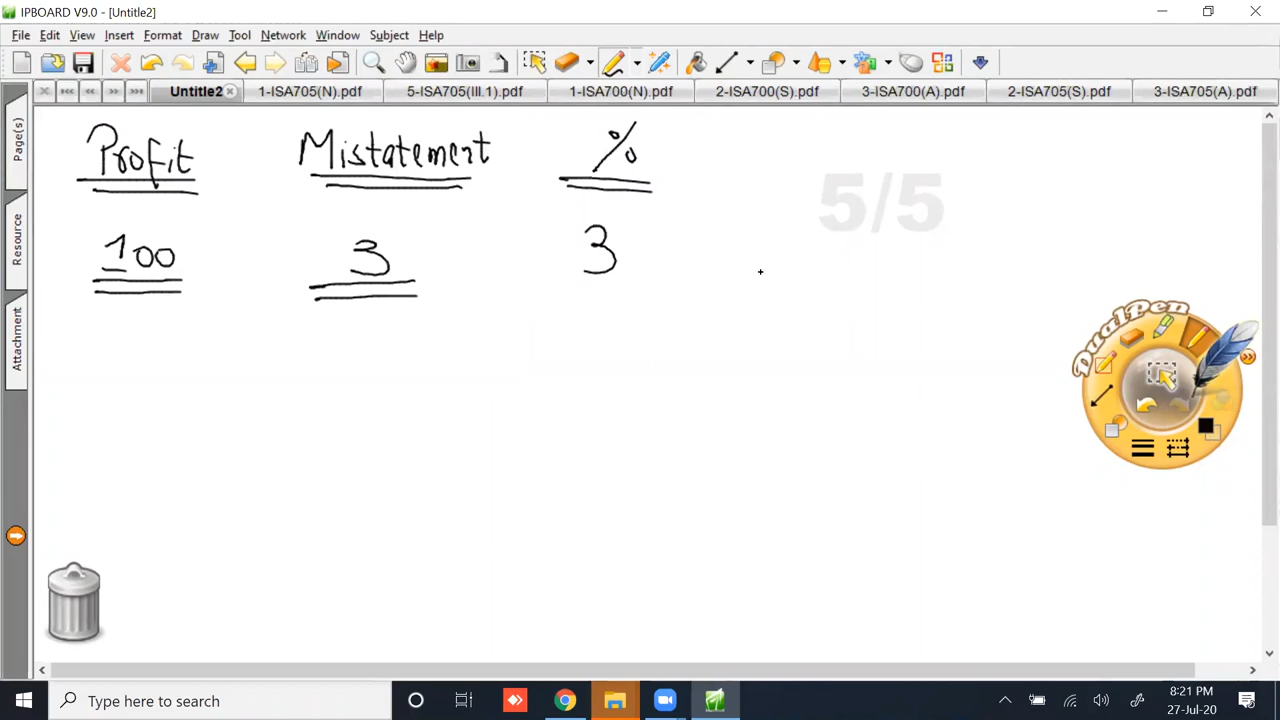 IPBOARD V9.0 - [Untitle2]
File Edit View Insert Format Draw Tool Network Window Subject Help
Untitle2 1-ISA705(N).pdf 5-ISA705(III.1).pdf 1-ISA700(N).pdf 2-ISA700(S).pdf 3-ISA700(A).pdf 2-ISA705(S).pdf 3-ISA705(A).pdf
Page(s)
Resource
Attachment
Profit Mistatement %
5/5
100 3 3
DualPen
Type here to search
8:21 PM
27-Jul-20